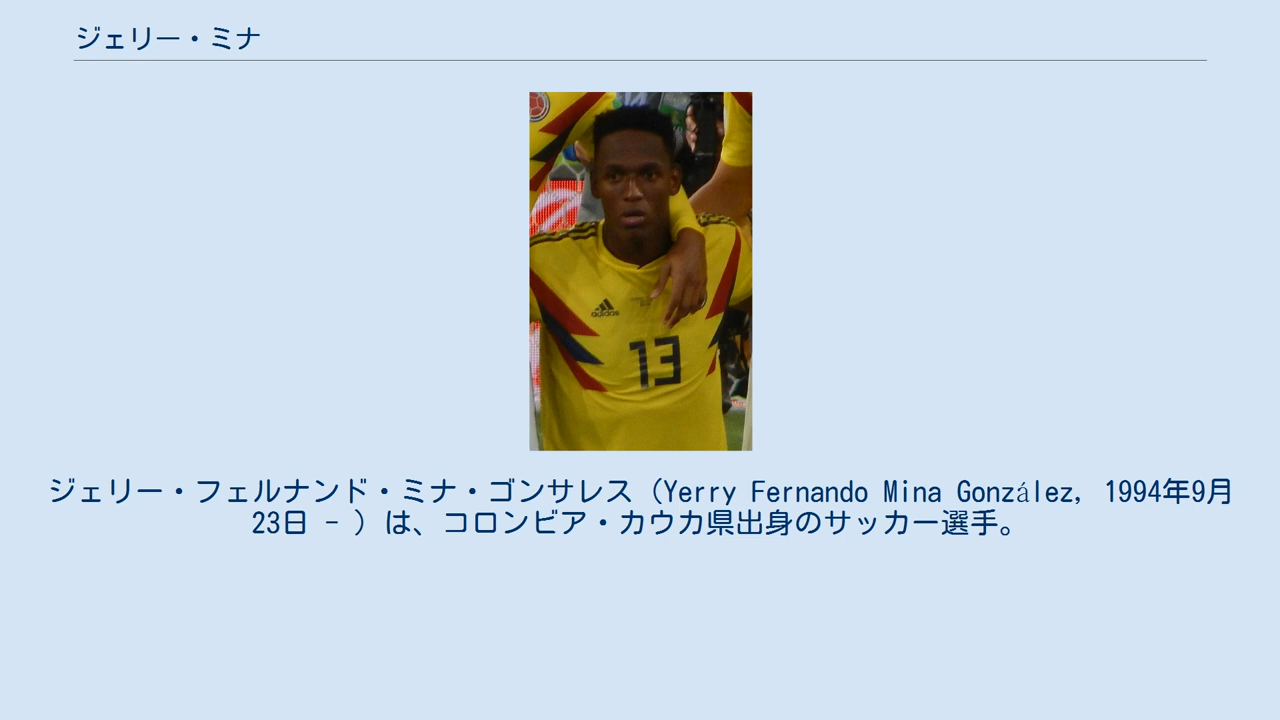 ジェリー・ミナ
adidas
13
ジェリー・フェルナンド・ミナ・ゴンサレス（Yerry Fernando Mina González, 1994年9月
23日 - ）は、コロンビア・カウカ県出身のサッカー選手。